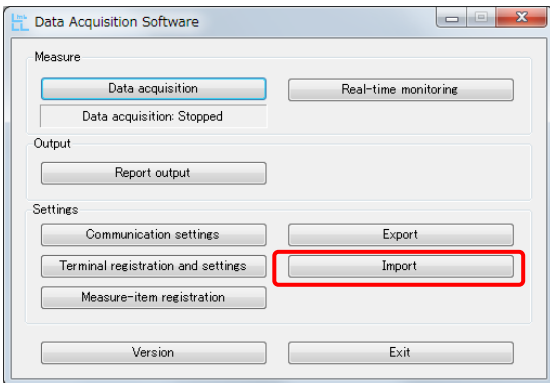 Data Acquisition Software
Measure
Data acquisition
Real-time monitoring
Data acquisition: Stopped
Output
Report output
Settings
Communication settings
Export
Terminal registration and settings
Import
Measure-item registration
Version
Exit